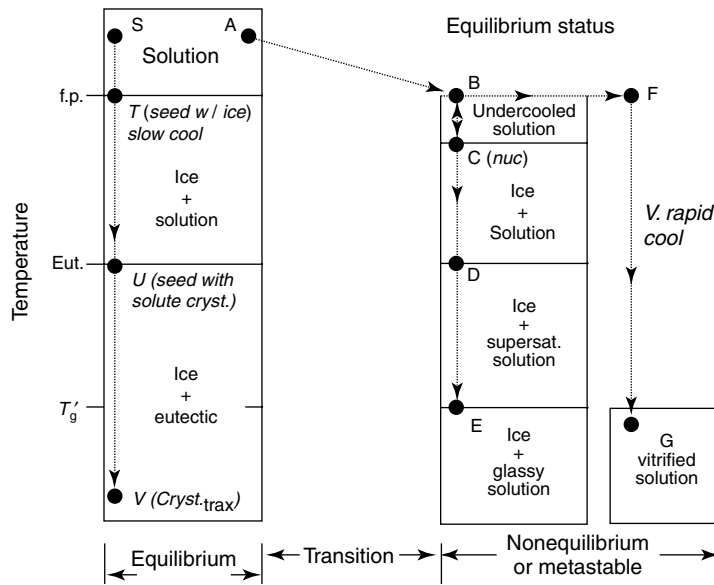 S
A
Equilibrium status
Solution
f.p.
B
F
T (seed w / ice)
slow cool
Undercooled
solution
C (nuc)
Ice
+
solution
Ice
+
Solution
V. rapid
cool
Temperature
Eut.
U (seed with
solute cryst.)
D
Ice
+
supersat.
solution
Ice
+
eutectic
T'g
E
Ice
+
glassy
solution
G
vitrified
solution
V (Cryst.trax)
Equilibrium
Transition
Nonequilibrium
or metastable